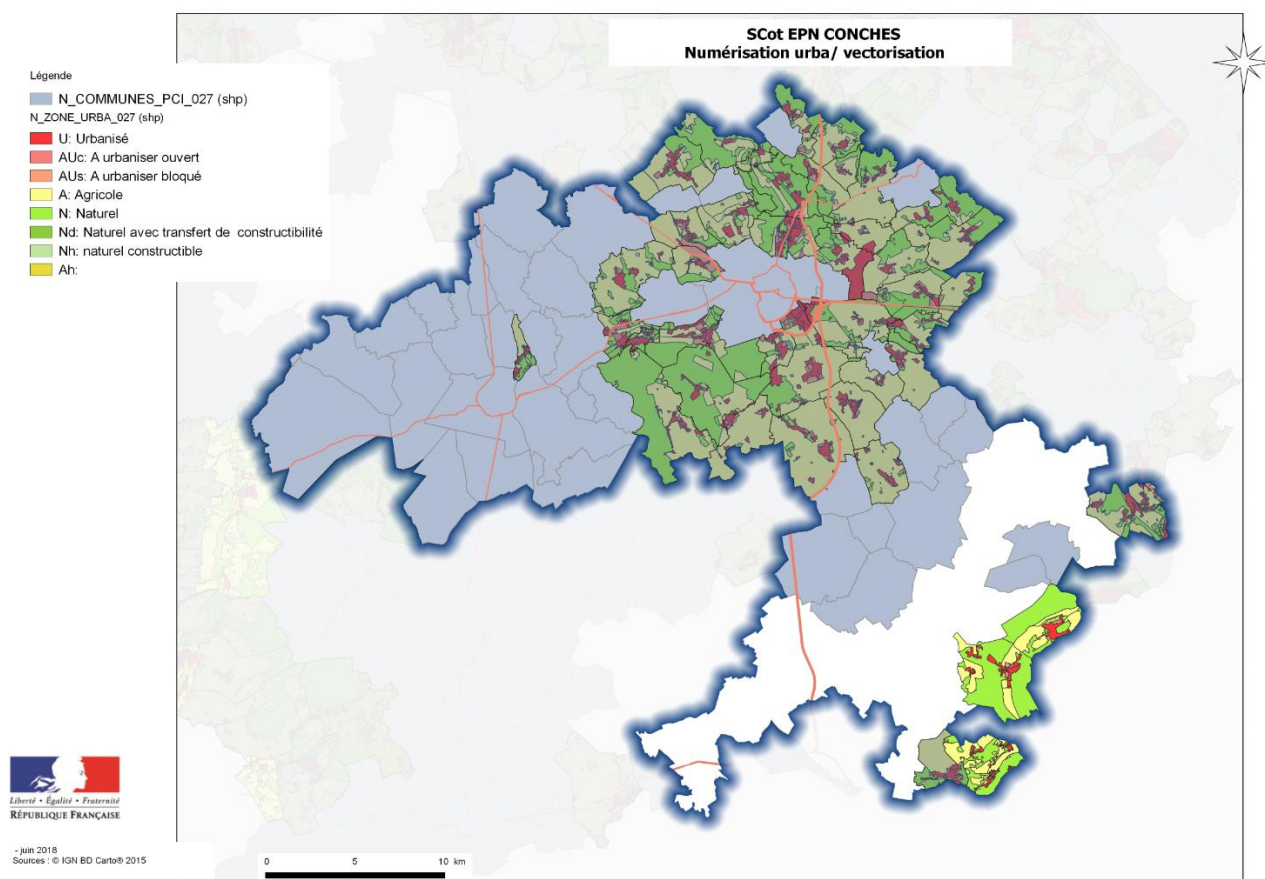 SCot EPN CONCHES
Numérisation urba/ vectorisation
Légende
N_COMMUNES_PCI_027 (shp)
N_ZONE_URBA_027 (shp)
U: Urbanisé
AUc: A urbaniser ouvert
AUs: A urbaniser bloqué
A: Agricole
N: Naturel
Nd: Naturel avec transfert de constructibilité
Nh: naturel constructible
Ah:
Liberté • Égalité • Fraternité
RÉPUBLIQUE FRANÇAISE
- juin 2018
Sources : © IGN BD Carto® 2015
0 5 10 km